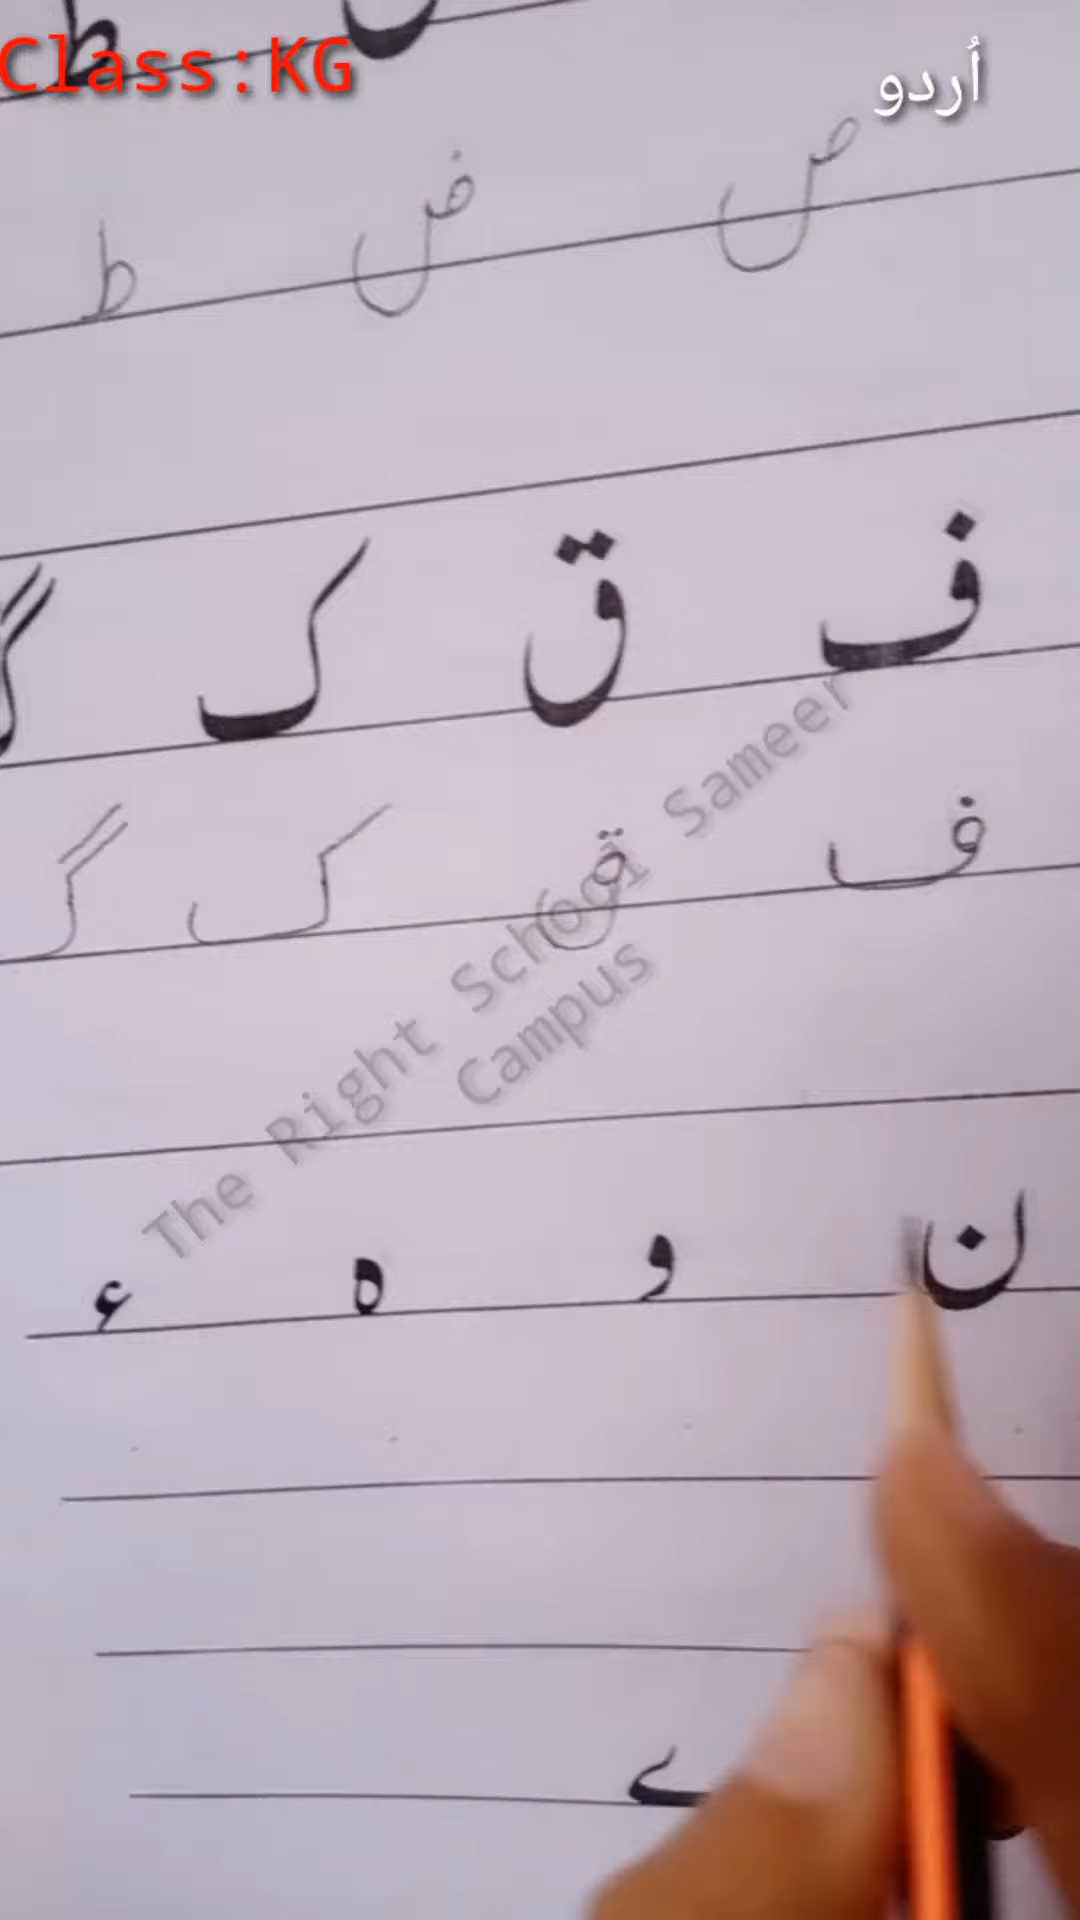 Class:KG
اُردو
ص ض ط
ف ق ک گ
ف ق ک گ
The Right School Sameer
Campus
ن و ہ ء
ے